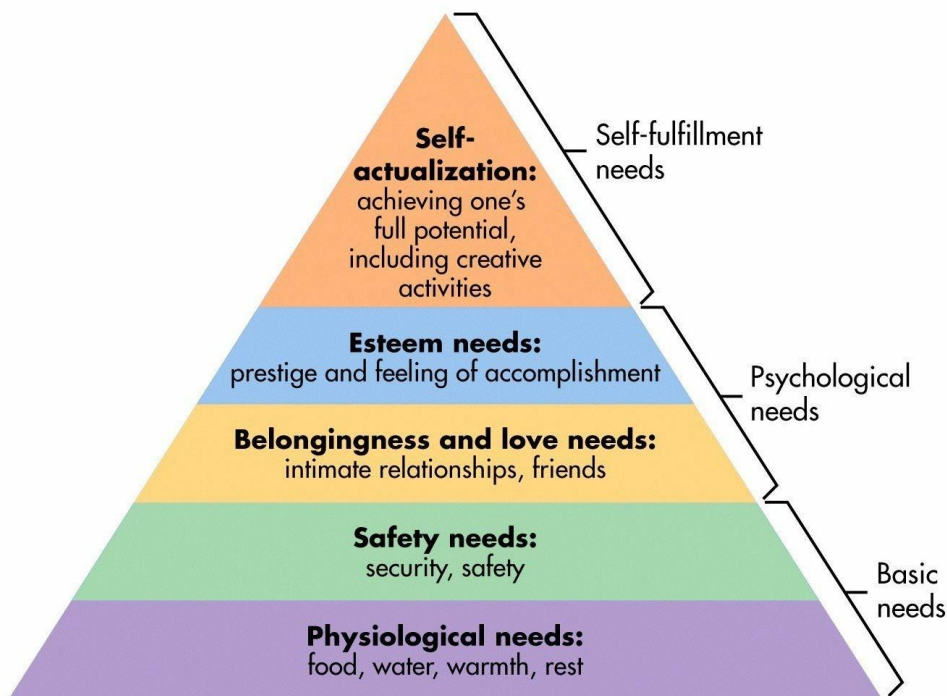 Self-
actualization:
achieving one's
full potential,
including creative
activities
Self-fulfillment
needs
Esteem needs:
prestige and feeling of accomplishment
Psychological
needs
Belongingness and love needs:
intimate relationships, friends
Safety needs:
security, safety
Basic
needs
Physiological needs:
food, water, warmth, rest